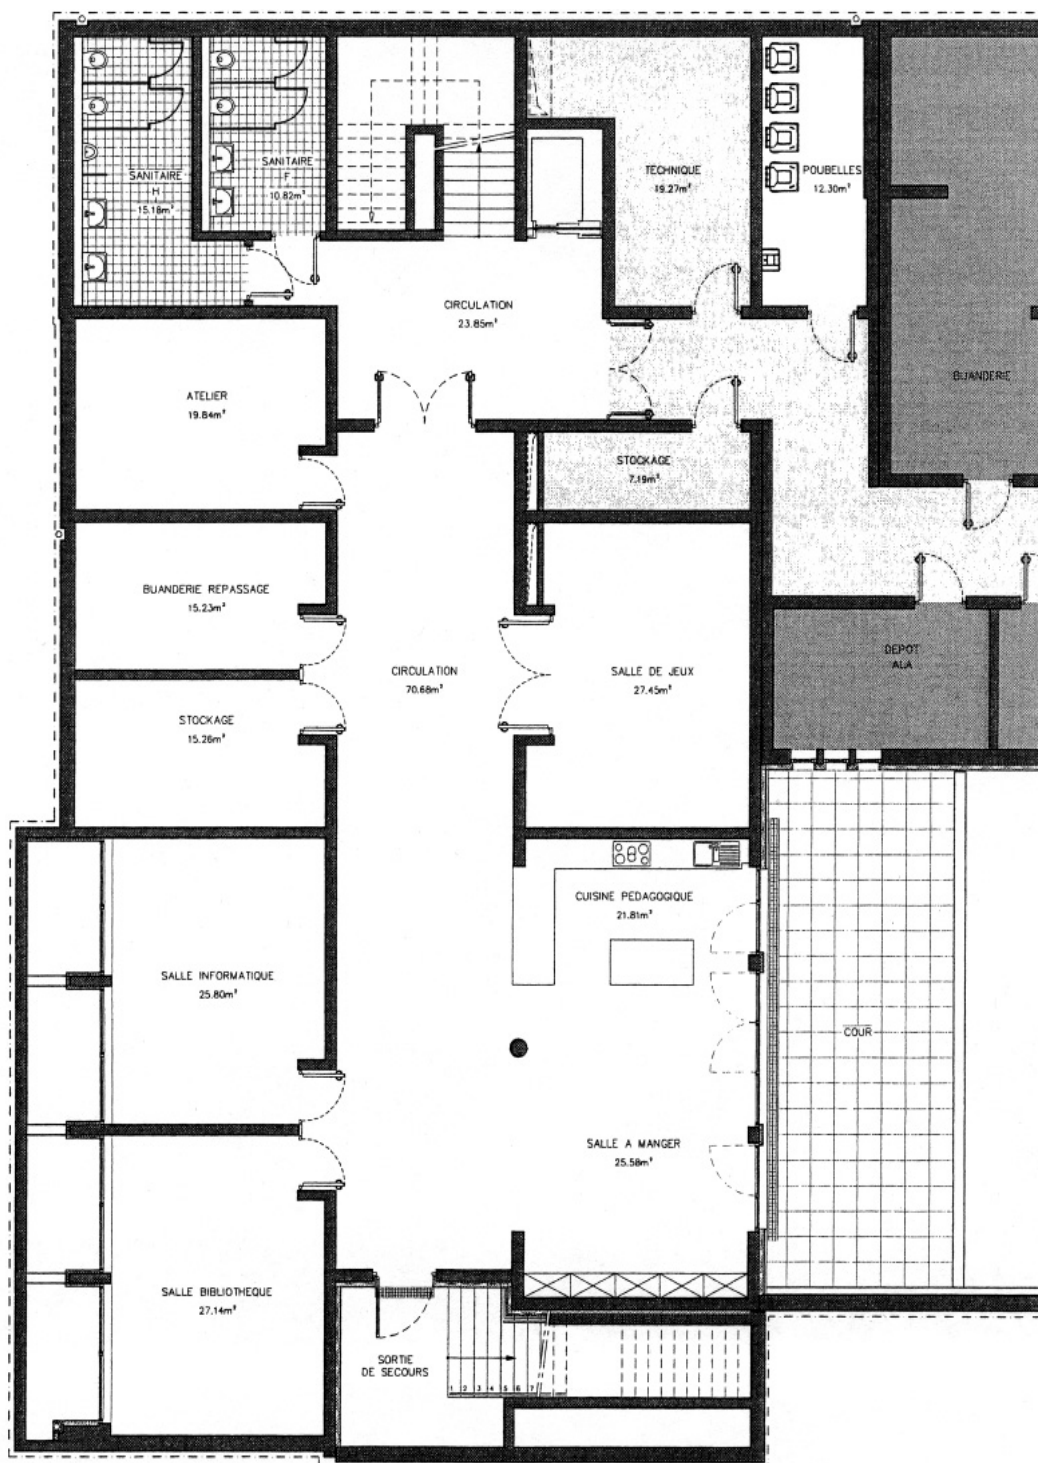 SANITAIRE
H
15.18m²
SANITAIRE
F
10.82m²
TECHNIQUE
19.27m²
POUBELLES
12.30m²
CIRCULATION
23.85m²
BUANDERIE
ATELIER
19.84m²
STOCKAGE
7.19m²
BUANDERIE REPASSAGE
15.23m²
CIRCULATION
70.68m²
SALLE DE JEUX
27.45m²
DEPOT
ALA
STOCKAGE
15.26m²
CUISINE PEDAGOGIQUE
21.81m²
SALLE INFORMATIQUE
25.80m²
COUR
SALLE A MANGER
25.58m²
SALLE BIBLIOTHEQUE
27.14m²
SORTIE
DE SECOURS
1 2 3 4 5 6 7